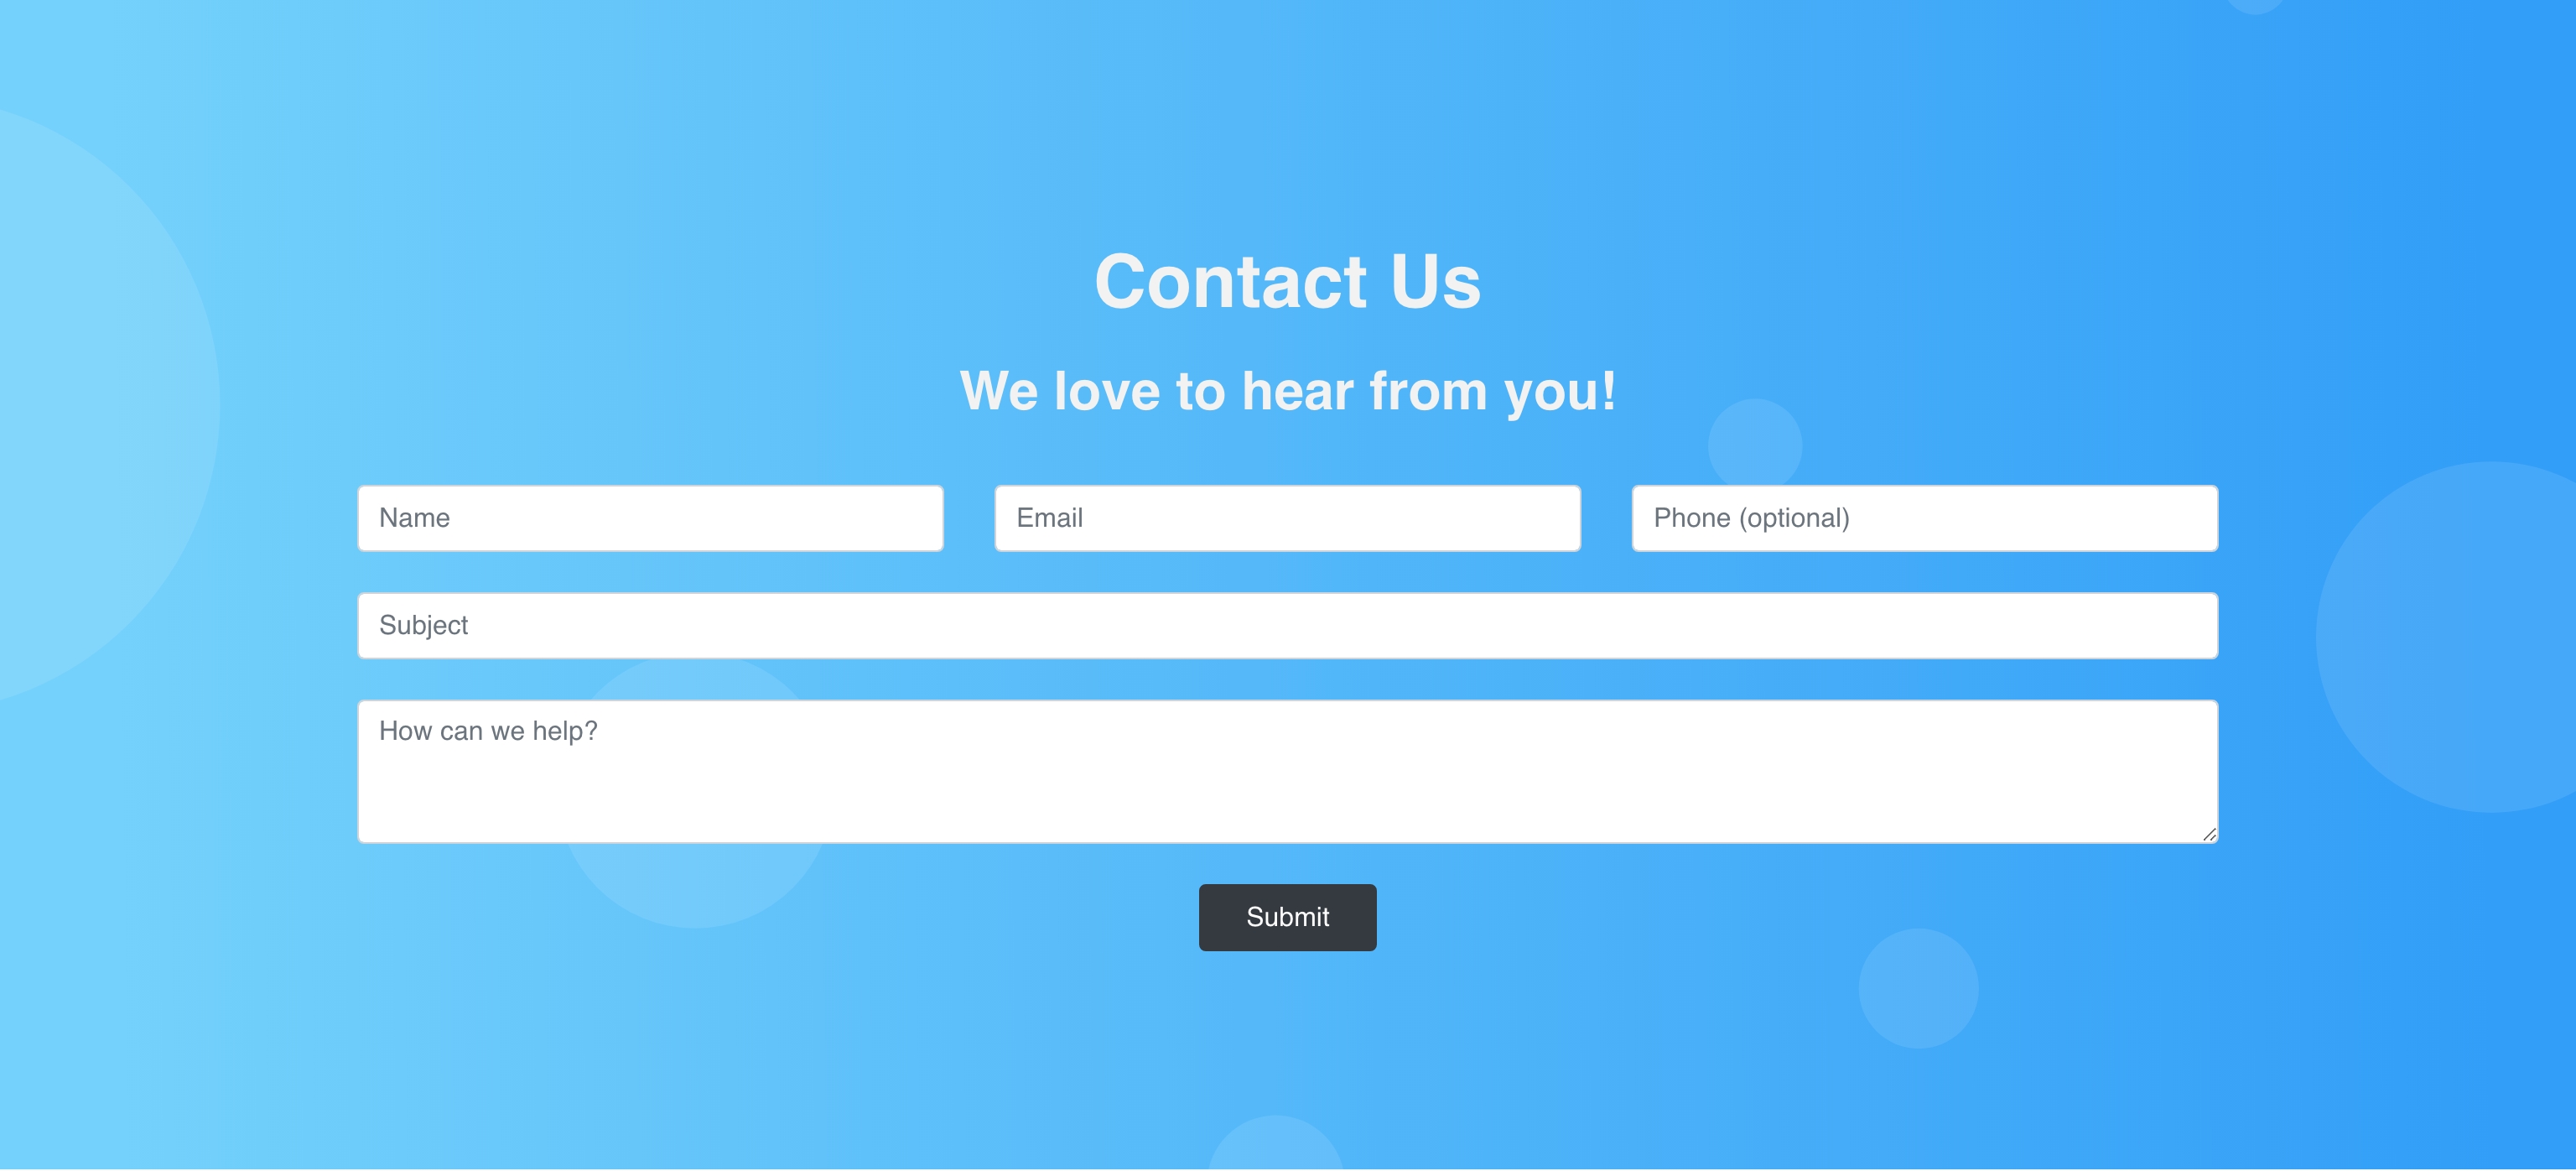 Contact Us
We love to hear from you!
Name Email Phone (optional)
Subject
How can we help?
Submit